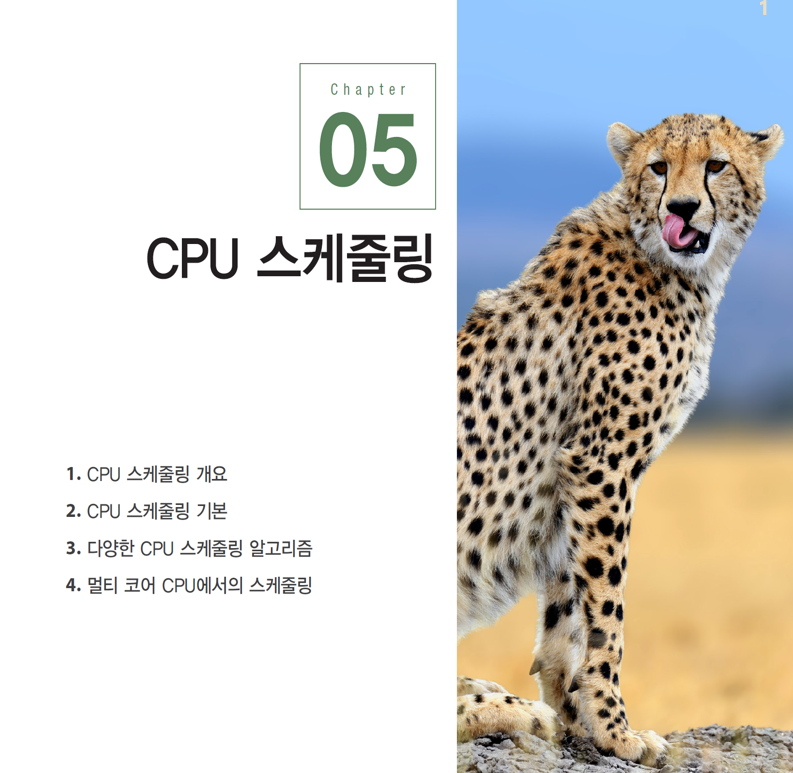 1
Chapter
05
CPU 스케줄링
1. CPU 스케줄링 개요
2. CPU 스케줄링 기본
3. 다양한 CPU 스케줄링 알고리즘
4. 멀티 코어 CPU에서의 스케줄링